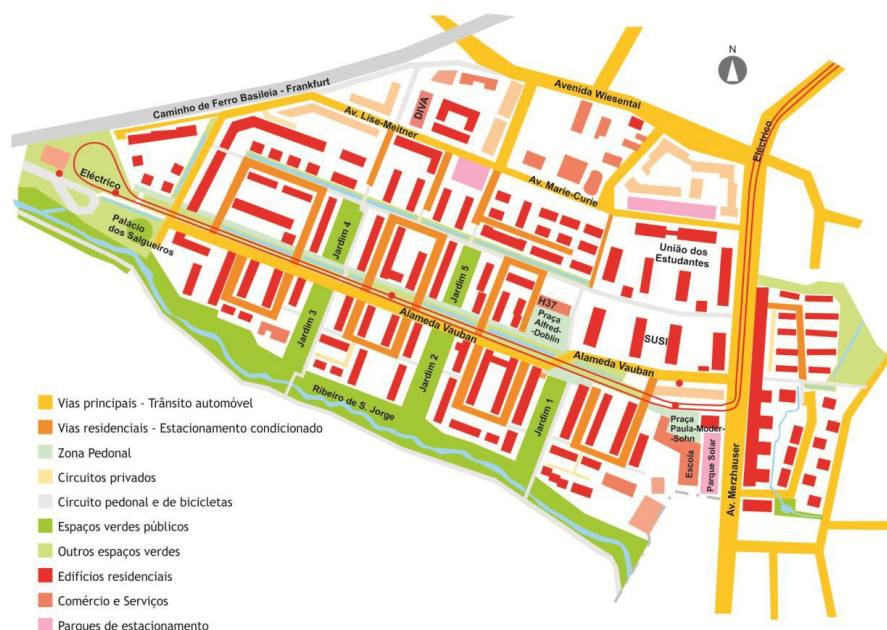 N
Caminho de Ferro Basileia - Frankfurt
Avenida Wiesental
DIVA
Av. Lise-Meitner
Eléctrico
Av. Marie-Curie
Eléctrico
Palácio
dos Salgueiros
União dos
Estudantes
Jardim 4
Jardim 5
H37
Praça
Alfred-
Doblin
Alameda Vauban
SUSI
Jardim 3
Jardim 2
Alameda Vauban
Jardim 1
Ribeiro de S. Jorge
Praça
Paula-Moder-
-Sohn
Escola
Parque Solar
Av. Merzhauser
Vias principais - Trânsito automóvel
Vias residenciais - Estacionamento condicionado
Zona Pedonal
Circuitos privados
Circuito pedonal e de bicicletas
Espaços verdes públicos
Outros espaços verdes
Edifícios residenciais
Comércio e Serviços
Parques de estacionamento